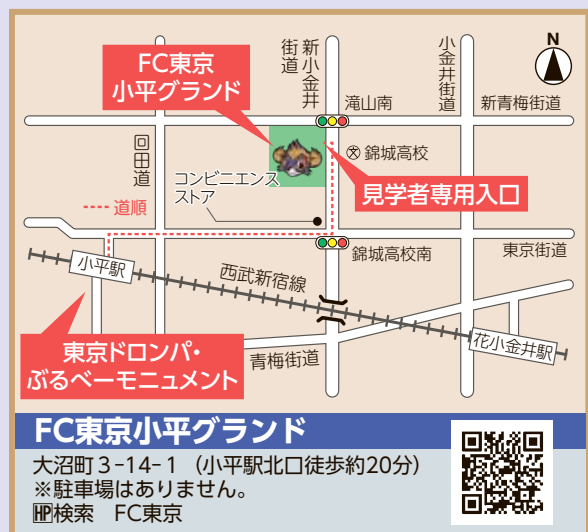 FC東京
小平グランド
新小金井
街道
小金井街道
N
滝山南
新青梅街道
回田道
文 錦城高校
コンビニエンス
ストア
見学者専用入口
道順
錦城高校南
東京街道
小平駅
西武新宿線
東京ドロンパ・
ぶるべーモニュメント
青梅街道
花小金井駅
FC東京小平グランド
大沼町3-14-1 (小平駅北口徒歩約20分)
※駐車場はありません。
HP検索 FC東京